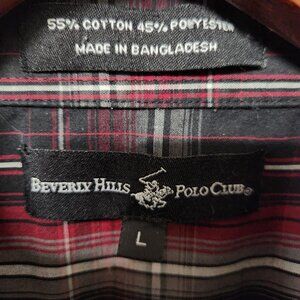 55% COTTON 45% POLYESTER
MADE IN BANGLADESH
BEVERLY HILLS POLO CLUB®
L